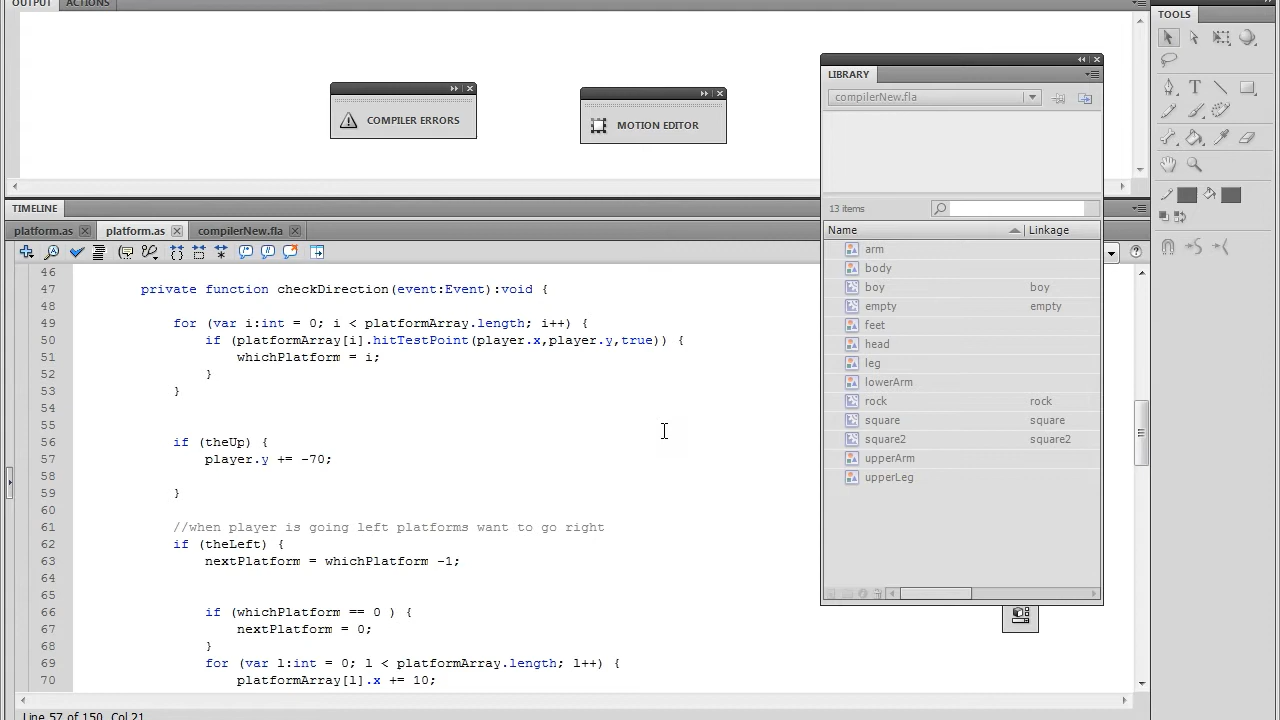 OUTPUT ACTIONS
TOOLS
COMPILER ERRORS
MOTION EDITOR
LIBRARY
compilerNew.fla
13 items
Name Linkage
arm
body
boy boy
empty empty
feet
head
leg
lowerArm
rock rock
square square
square2 square2
upperArm
upperLeg
TIMELINE
platform.as platform.as compilerNew.fla
46
47 private function checkDirection(event:Event):void {
48
49 for (var i:int = 0; i < platformArray.length; i++) {
50 if (platformArray[i].hitTestPoint(player.x,player.y,true)) {
51 whichPlatform = i;
52 }
53 }
54
55
56 if (theUp) {
57 player.y += -70;
58
59 }
60
61 //when player is going left platforms want to go right
62 if (theLeft) {
63 nextPlatform = whichPlatform -1;
64
65
66 if (whichPlatform == 0 ) {
67 nextPlatform = 0;
68 }
69 for (var l:int = 0; l < platformArray.length; l++) {
70 platformArray[l].x += 10;
Line 57 of 150, Col 21